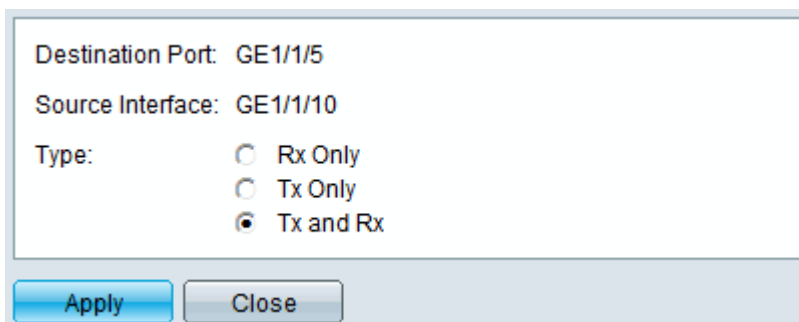 Destination Port: GE1/1/5
Source Interface: GE1/1/10
Type: Rx Only
Tx Only
Tx and Rx
Apply Close